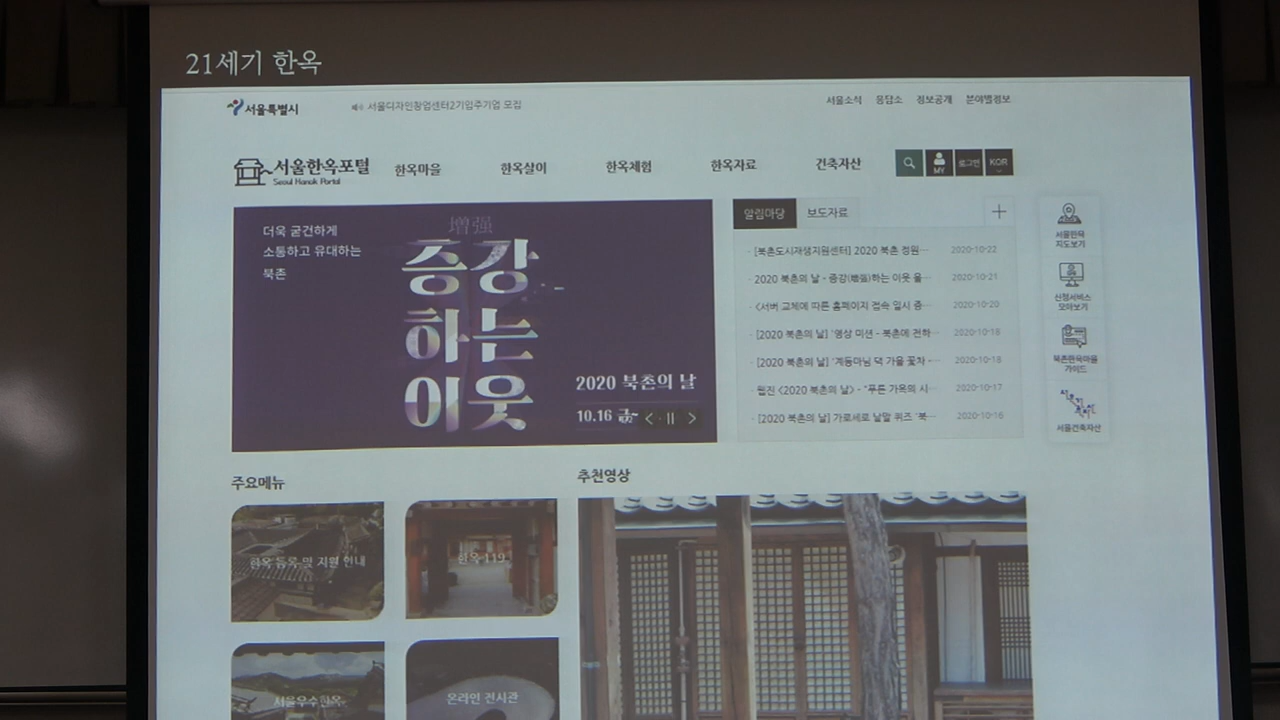 21세기 한옥
서울특별시
서울디자인창업센터2기입주기업 모집
서울소식 응답소 정보공개 분야별정보
서울한옥포털
Seoul Hanok Portal
한옥마을 한옥살이 한옥체험 한옥자료 건축자산
MY 로그인 KOR
더욱 굳건하게
소통하고 유대하는
북촌
增强
증강
하는
이웃
2020 북촌의 날
10.16 금~
알림마당 보도자료
· [북촌도시재생지원센터] 2020 북촌 정원… 2020-10-22
· 2020 북촌의 날 - 증강(增强)하는 이웃 을… 2020-10-21
· <서버 교체에 따른 홈페이지 접속 일시 중… 2020-10-20
· [2020 북촌의 날] '영상 미션 - 북촌에 전하… 2020-10-18
· [2020 북촌의 날] '계동마님 댁 가을 꽃차 -… 2020-10-18
· 웹진 <2020 북촌의 날> - "푸른 가옥의 시… 2020-10-17
· [2020 북촌의 날] 가로세로 낱말 퀴즈 '북… 2020-10-16
서울한옥
지도보기
신청서비스
모아보기
북촌한옥마을
가이드
서울건축자산
주요메뉴
추천영상
한옥 등록 및 지원 안내
한옥 119
서울우수한옥
온라인 전시관